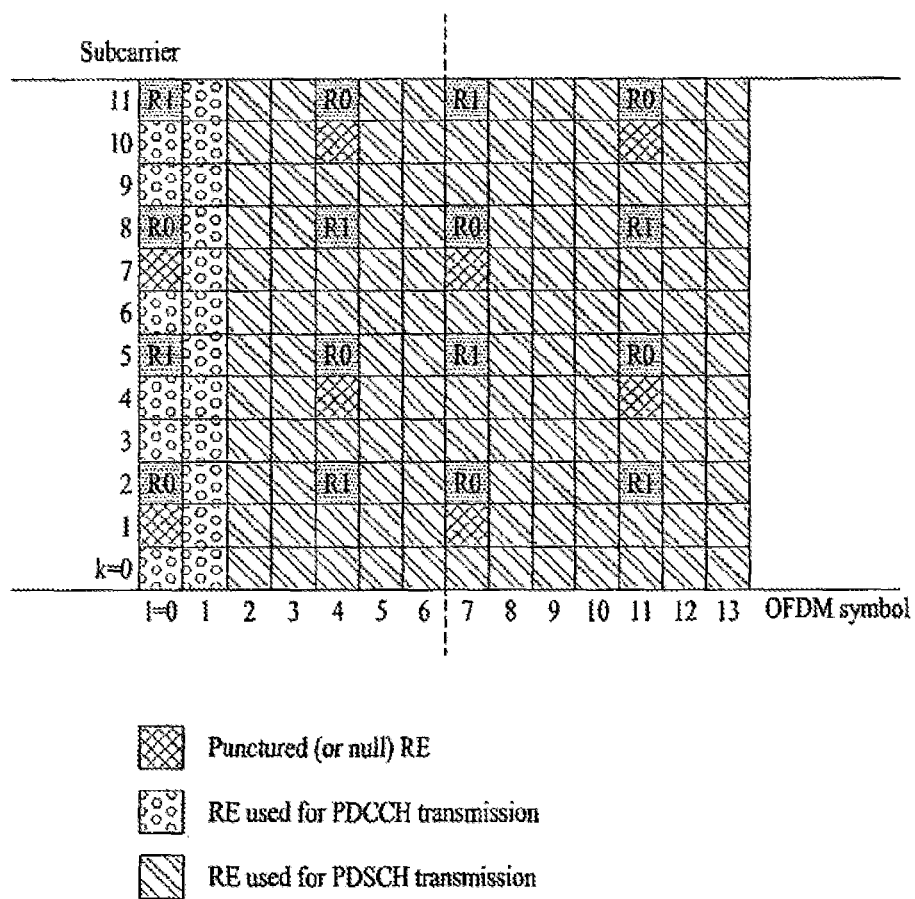 Subcarrier
11 R1 R0 R1 R0
10
9
8 R0 R1 R0 R1
7
6
5 R1 R0 R1 R0
4
3
2 R0 R1 R0 R1
1
k=0
l=0 1 2 3 4 5 6 7 8 9 10 11 12 13 OFDM symbol
Punctured (or null) RE
RE used for PDCCH transmission
RE used for PDSCH transmission